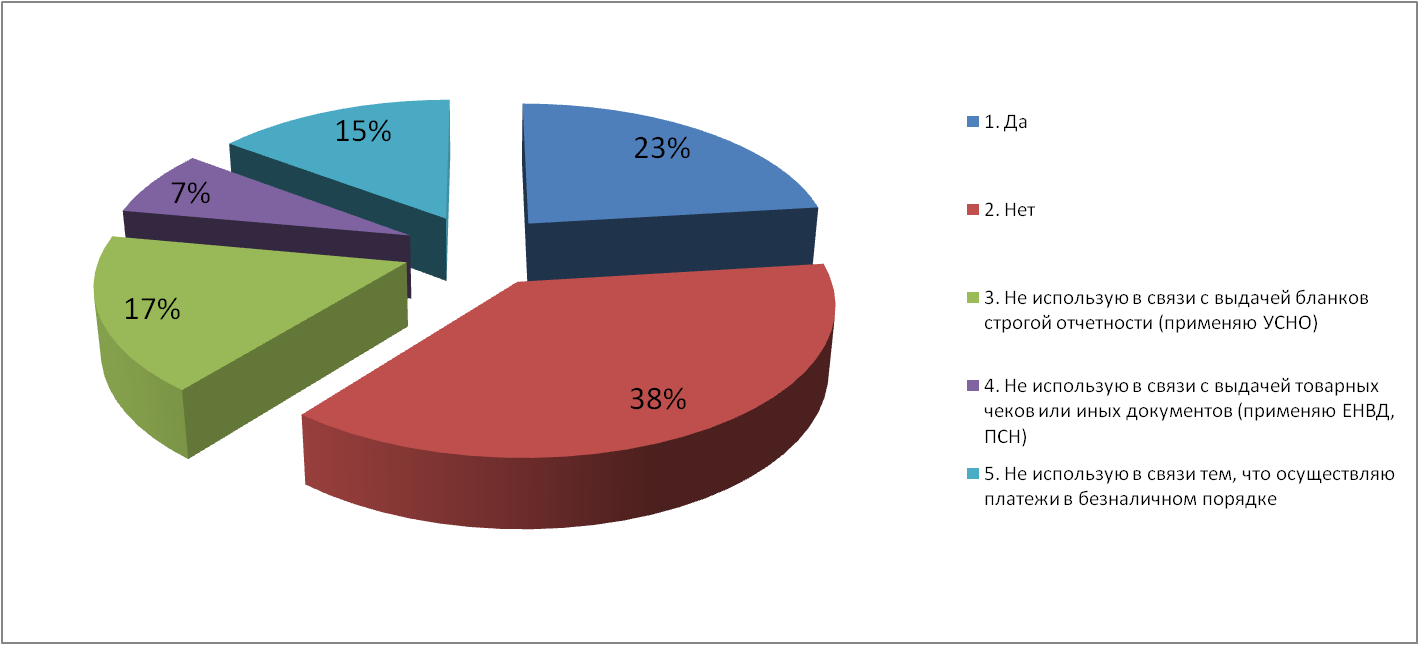 15%
23%
7%
17%
38%
1. Да
2. Нет
3. Не использую в связи с выдачей бланков
строгой отчетности (применяю УСНО)
4. Не использую в связи с выдачей товарных
чеков или иных документов (применяю ЕНВД,
ПСН)
5. Не использую в связи тем, что осуществляю
платежи в безналичном порядке